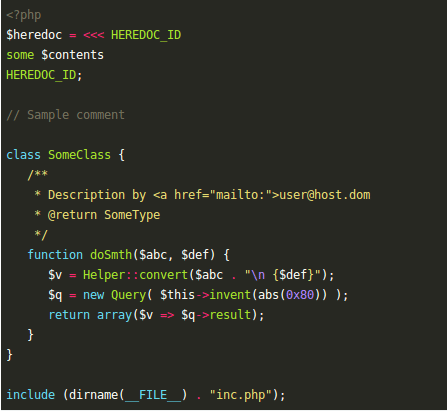 <?php
$heredoc = <<< HEREDOC_ID
some $contents
HEREDOC_ID;

// Sample comment

class SomeClass {
   /**
    * Description by <a href="mailto:">user@host.dom
    * @return SomeType
    */
   function doSmth($abc, $def) {
      $v = Helper::convert($abc . "\n {$def}");
      $q = new Query( $this->invent(abs(0x80)) );
      return array($v => $q->result);
   }
}

include (dirname(__FILE__) . "inc.php");